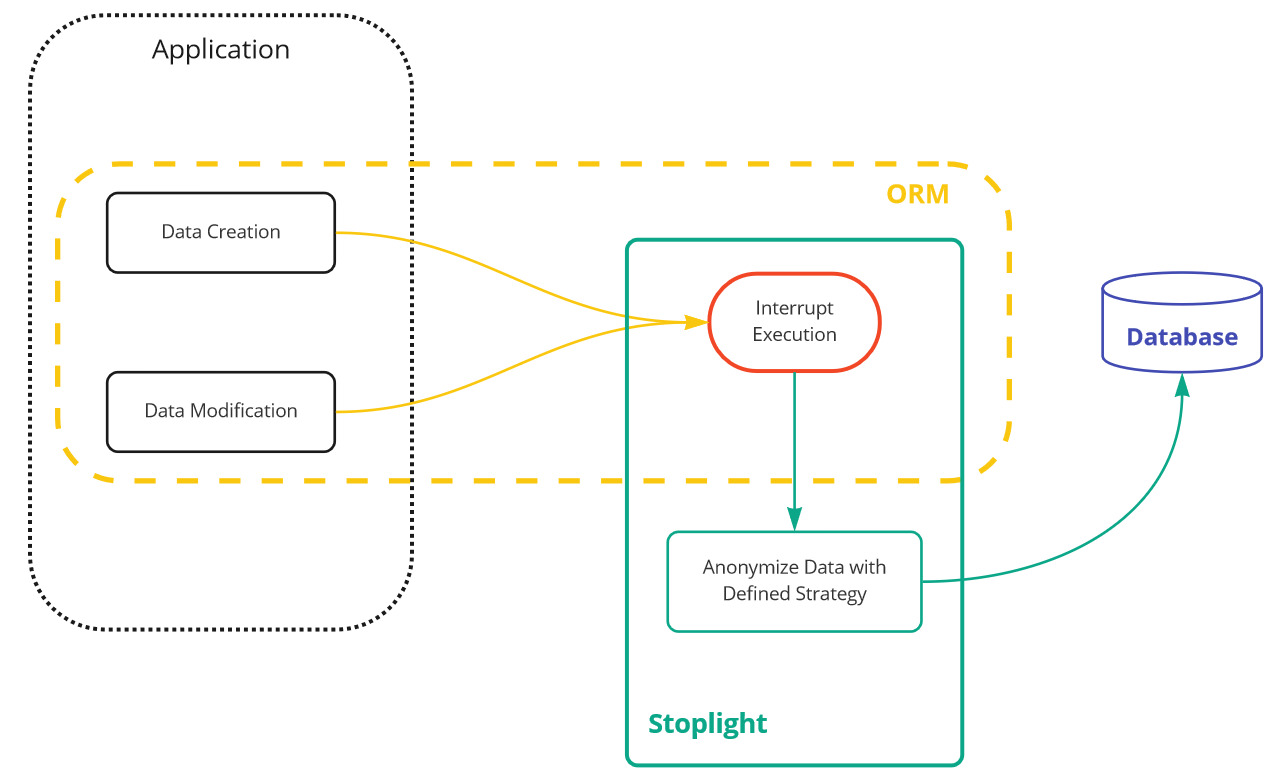 Application
ORM
Data Creation
Interrupt
Execution
Database
Data Modification
Anonymize Data with
Defined Strategy
Stoplight